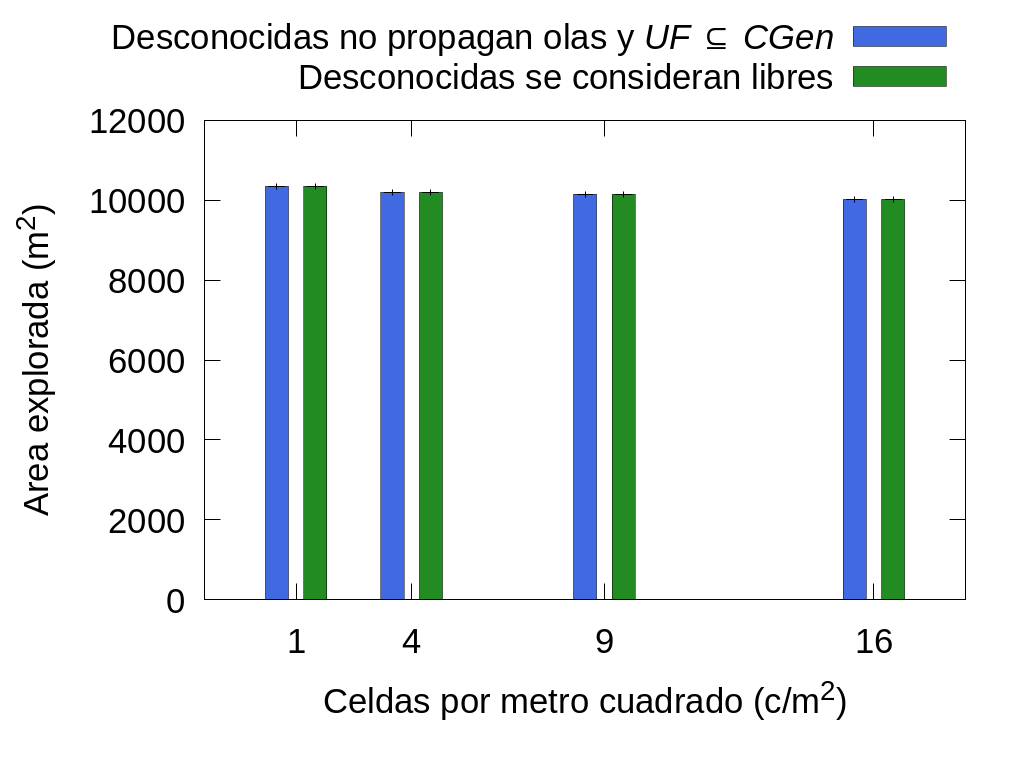 Desconocidas no propagan olas y UF ⊆ CGen
Desconocidas se consideran libres
12000
10000
8000
6000
4000
2000
0
Area explorada (m²)
1 4 9 16
Celdas por metro cuadrado (c/m²)